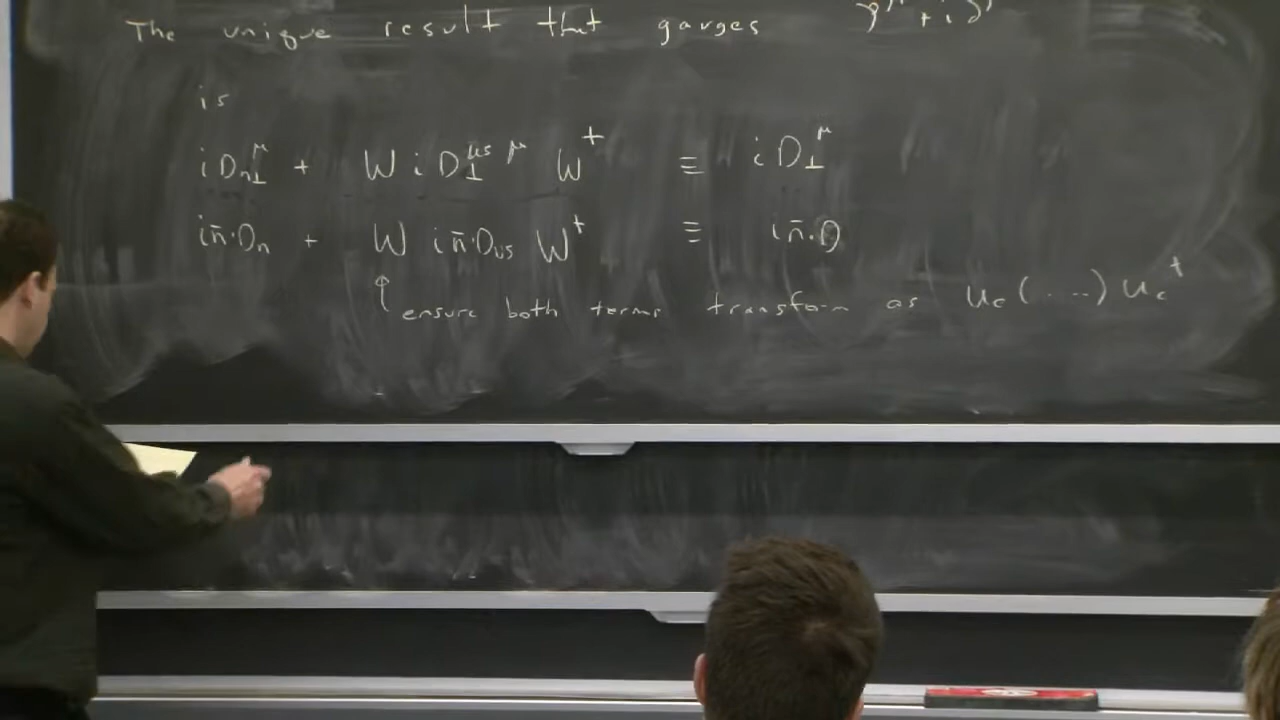 The unique result that gauges 𝒫^μ + i∂^μ
is
iD_{n⊥}^μ + W iD_⊥^{us μ} W^† ≡ iD_⊥^μ
in̄·D_n + W in̄·D_{us} W^† ≡ in̄·D
↑ ensure both terms transform as U_c (....) U_c^†